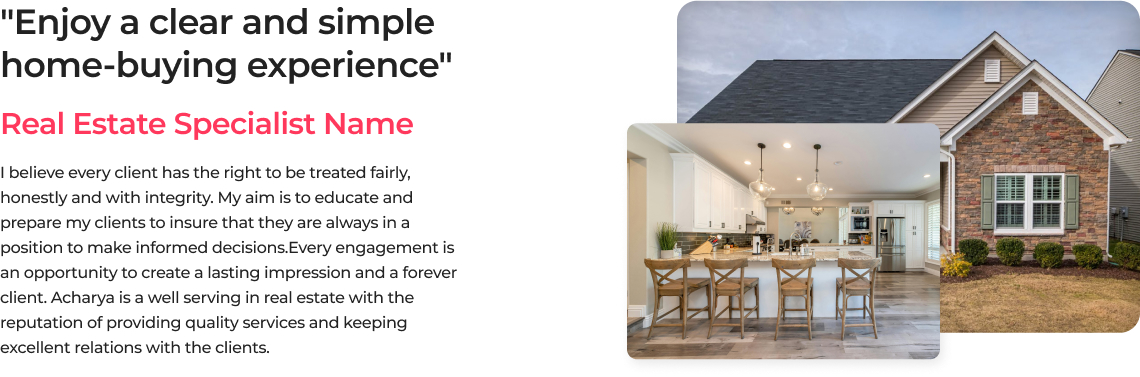 "Enjoy a clear and simple
home-buying experience"
Real Estate Specialist Name
I believe every client has the right to be treated fairly,
honestly and with integrity. My aim is to educate and
prepare my clients to insure that they are always in a
position to make informed decisions.Every engagement is
an opportunity to create a lasting impression and a forever
client. Acharya is a well serving in real estate with the
reputation of providing quality services and keeping
excellent relations with the clients.